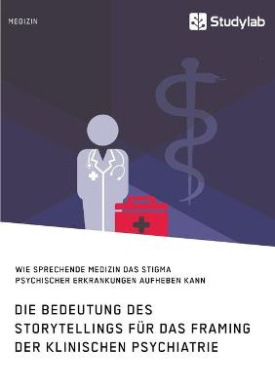 MEDIZIN
Studylab
WIE SPRECHENDE MEDIZIN DAS STIGMA
PSYCHISCHER ERKRANKUNGEN AUFHEBEN KANN
DIE BEDEUTUNG DES
STORYTELLINGS FÜR DAS FRAMING
DER KLINISCHEN PSYCHIATRIE